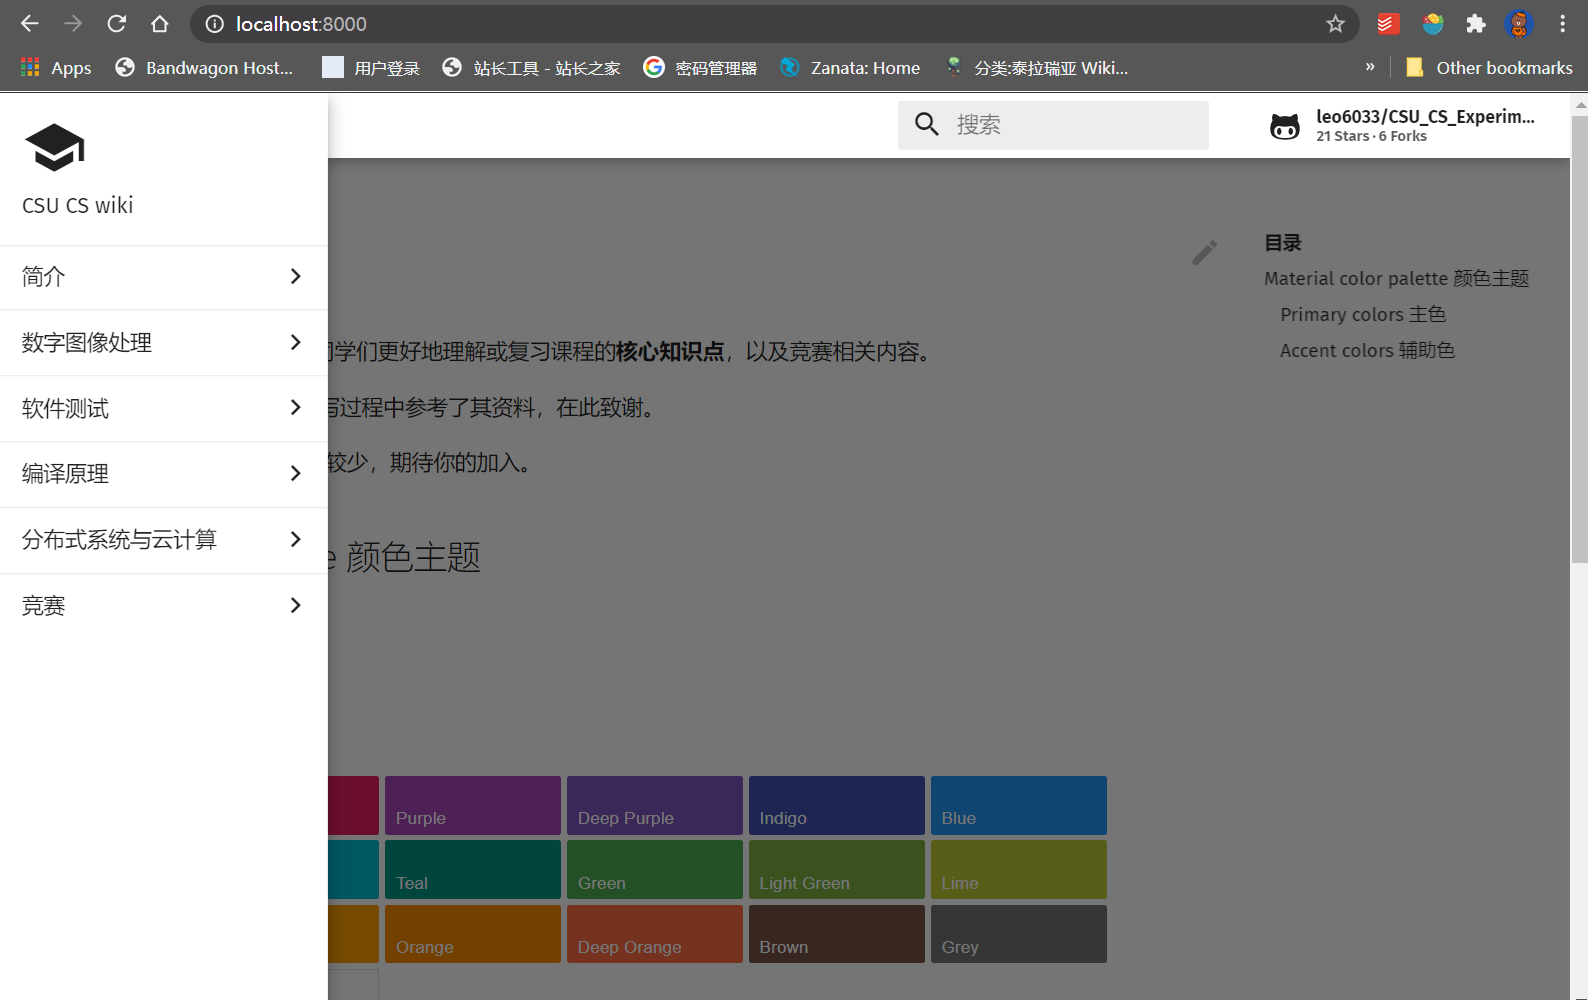 localhost:8000
Apps
Bandwagon Host...
用户登录
站长工具 - 站长之家
密码管理器
Zanata: Home
分类:泰拉瑞亚 Wiki...
»
Other bookmarks
搜索
leo6033/CSU_CS_Experim...
21 Stars · 6 Forks
CSU CS wiki
简介
数字图像处理
软件测试
编译原理
分布式系统与云计算
竞赛
同学们更好地理解或复习课程的核心知识点，以及竞赛相关内容。
写过程中参考了其资料，在此致谢。
较少，期待你的加入。
e 颜色主题
Purple
Deep Purple
Indigo
Blue
Teal
Green
Light Green
Lime
Orange
Deep Orange
Brown
Grey
目录
Material color palette 颜色主题
Primary colors 主色
Accent colors 辅助色